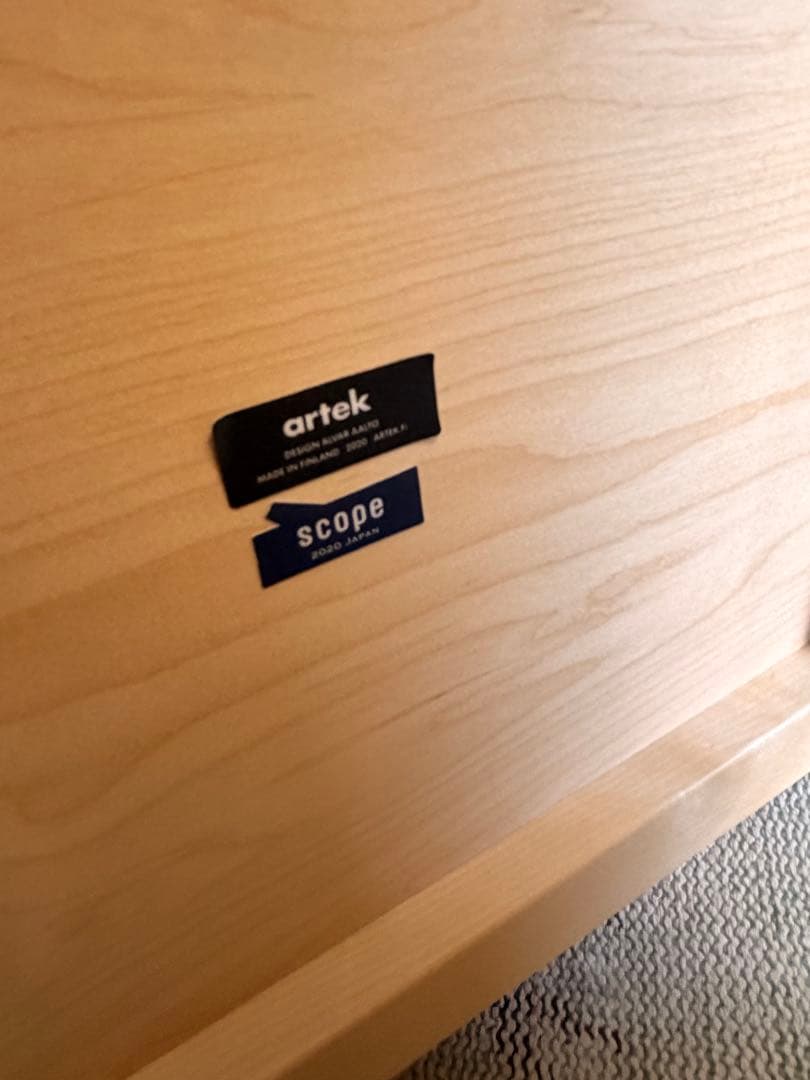 artek
DESIGN ALVAR AALTO
MADE IN FINLAND 2020 ARTEK.FI
scope
2020 JAPAN